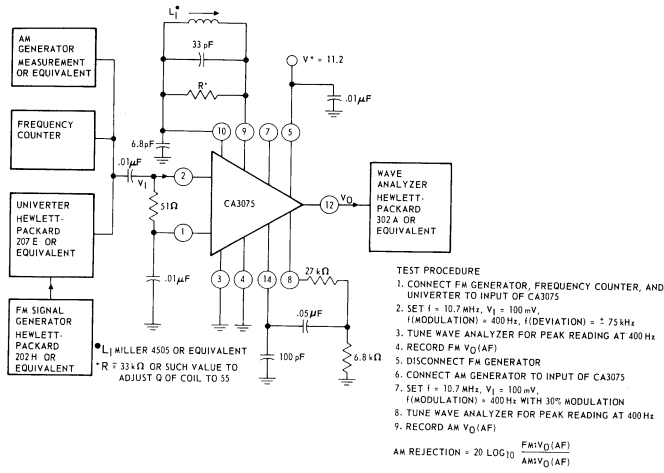 AM
GENERATOR
MEASUREMENT
OR EQUIVALENT
FREQUENCY
COUNTER
UNIVERTER
HEWLETT-
PACKARD
207 E OR
EQUIVALENT
FM SIGNAL
GENERATOR
HEWLETT-
PACKARD
202 H OR
EQUIVALENT
L1•
33 pF
R*
6.8pF
.01µF
VI
51Ω
.01µF
V+ = 11.2
.01µF
10
9
7
5
2
1
CA3075
12
VO
3
4
14
8
27 kΩ
.05µF
100 pF
6.8 kΩ
WAVE
ANALYZER
HEWLETT-
PACKARD
302 A OR
EQUIVALENT
•L1 MILLER 4505 OR EQUIVALENT
*R = 33 kΩ OR SUCH VALUE TO
ADJUST Q OF COIL TO 55
TEST PROCEDURE
1. CONNECT FM GENERATOR, FREQUENCY COUNTER, AND
UNIVERTER TO INPUT OF CA3075
2. SET f = 10.7 MHz, VI = 100 mV,
f(MODULATION) = 400 Hz, f(DEVIATION) = ± 75 kHz
3. TUNE WAVE ANALYZER FOR PEAK READING AT 400 Hz
4. RECORD FM VO(AF)
5. DISCONNECT FM GENERATOR
6. CONNECT AM GENERATOR TO INPUT OF CA3075
7. SET f = 10.7 MHz, VI = 100 mV,
f(MODULATION) = 400 Hz WITH 30% MODULATION
8. TUNE WAVE ANALYZER FOR PEAK READING AT 400 Hz
9. RECORD AM VO(AF)
AM REJECTION = 20 LOG10 FM:VO(AF)
AM:VO(AF)